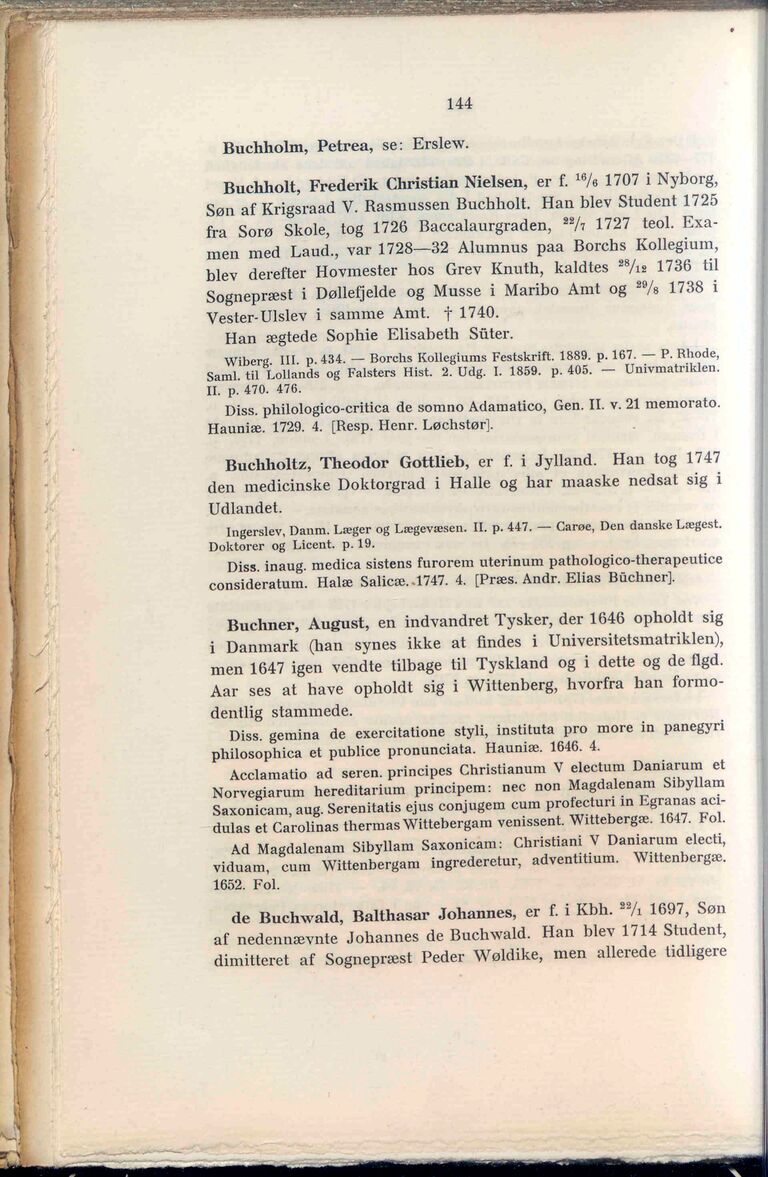 144
Buchholm, Petrea, se: Erslew.
Buchholt, Frederik Christian Nielsen, er f. 16/6 1707 i Nyborg,
Søn af Krigsraad V. Rasmussen Buchholt. Han blev Student 1725
fra Sorø Skole, tog 1726 Baccalaurgraden, 22/7 1727 teol. Exa-
men med Laud., var 1728—32 Alumnus paa Borchs Kollegium,
blev derefter Hovmester hos Grev Knuth, kaldtes 28/12 1736 til
Sognepræst i Døllefjelde og Musse i Maribo Amt og 29/8 1738 i
Vester-Ulslev i samme Amt. † 1740.
Han ægtede Sophie Elisabeth Süter.
Wiberg. III. p. 434. — Borchs Kollegiums Festskrift. 1889. p. 167. — P. Rhode,
Saml. til Lollands og Falsters Hist. 2. Udg. I. 1859. p. 405. — Univmatriklen.
II. p. 470. 476.
Diss. philologico-critica de somno Adamatico, Gen. II. v. 21 memorato.
Hauniæ. 1729. 4. [Resp. Henr. Løchstør].
Buchholtz, Theodor Gottlieb, er f. i Jylland. Han tog 1747
den medicinske Doktorgrad i Halle og har maaske nedsat sig i
Udlandet.
Ingerslev, Danm. Læger og Lægevæsen. II. p. 447. — Carøe, Den danske Lægest.
Doktorer og Licent. p. 19.
Diss. inaug. medica sistens furorem uterinum pathologico-therapeutice
consideratum. Halæ Salicæ. 1747. 4. [Præs. Andr. Elias Büchner].
Buchner, August, en indvandret Tysker, der 1646 opholdt sig
i Danmark (han synes ikke at findes i Universitetsmatriklen),
men 1647 igen vendte tilbage til Tyskland og i dette og de flgd.
Aar ses at have opholdt sig i Wittenberg, hvorfra han formo-
dentlig stammede.
Diss. gemina de exercitatione styli, instituta pro more in panegyri
philosophica et publice pronunciata. Hauniæ. 1646. 4.
Acclamatio ad seren. principes Christianum V electum Daniarum et
Norvegiarum hereditarium principem: nec non Magdalenam Sibyllam
Saxonicam, aug. Serenitatis ejus conjugem cum profecturi in Egranas aci-
dulas et Carolinas thermas Wittebergam venissent. Wittebergæ. 1647. Fol.
Ad Magdalenam Sibyllam Saxonicam: Christiani V Daniarum electi,
viduam, cum Wittenbergam ingrederetur, adventitium. Wittenbergæ.
1652. Fol.
de Buchwald, Balthasar Johannes, er f. i Kbh. 22/1 1697, Søn
af nedennævnte Johannes de Buchwald. Han blev 1714 Student,
dimitteret af Sognepræst Peder Wøldike, men allerede tidligere